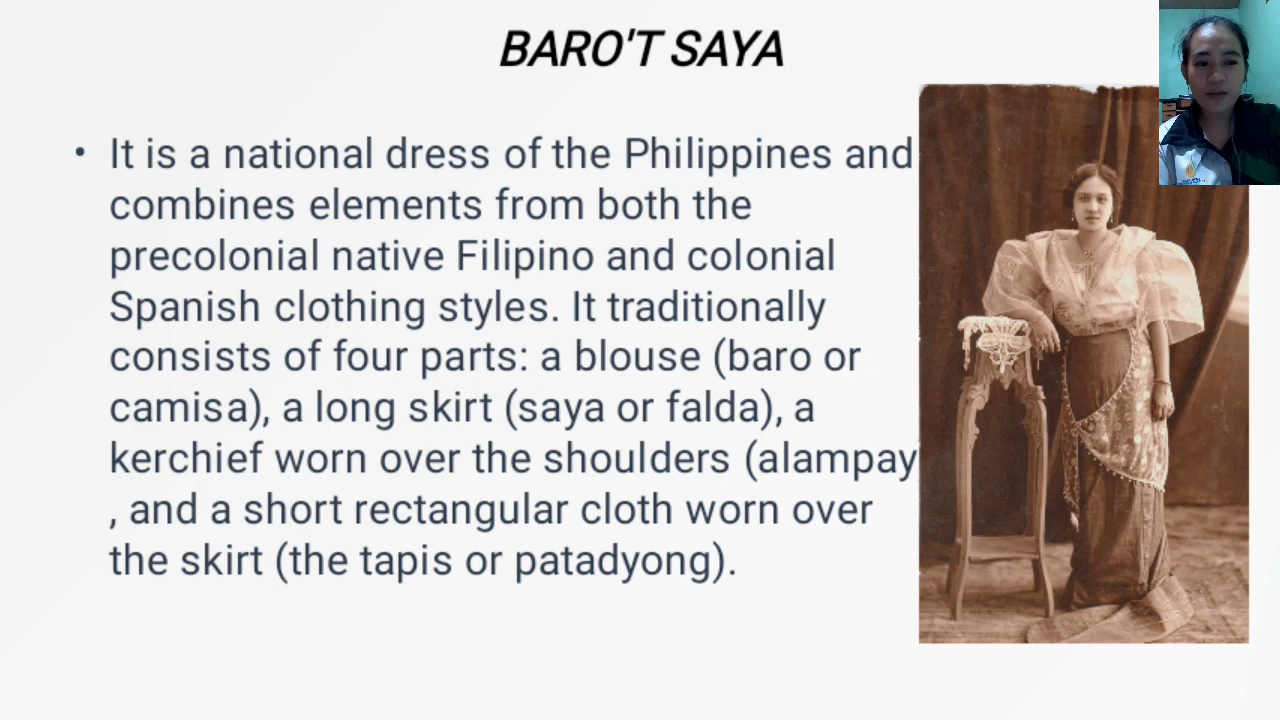 BARO'T SAYA
• It is a national dress of the Philippines and
combines elements from both the
precolonial native Filipino and colonial
Spanish clothing styles. It traditionally
consists of four parts: a blouse (baro or
camisa), a long skirt (saya or falda), a
kerchief worn over the shoulders (alampay
, and a short rectangular cloth worn over
the skirt (the tapis or patadyong).